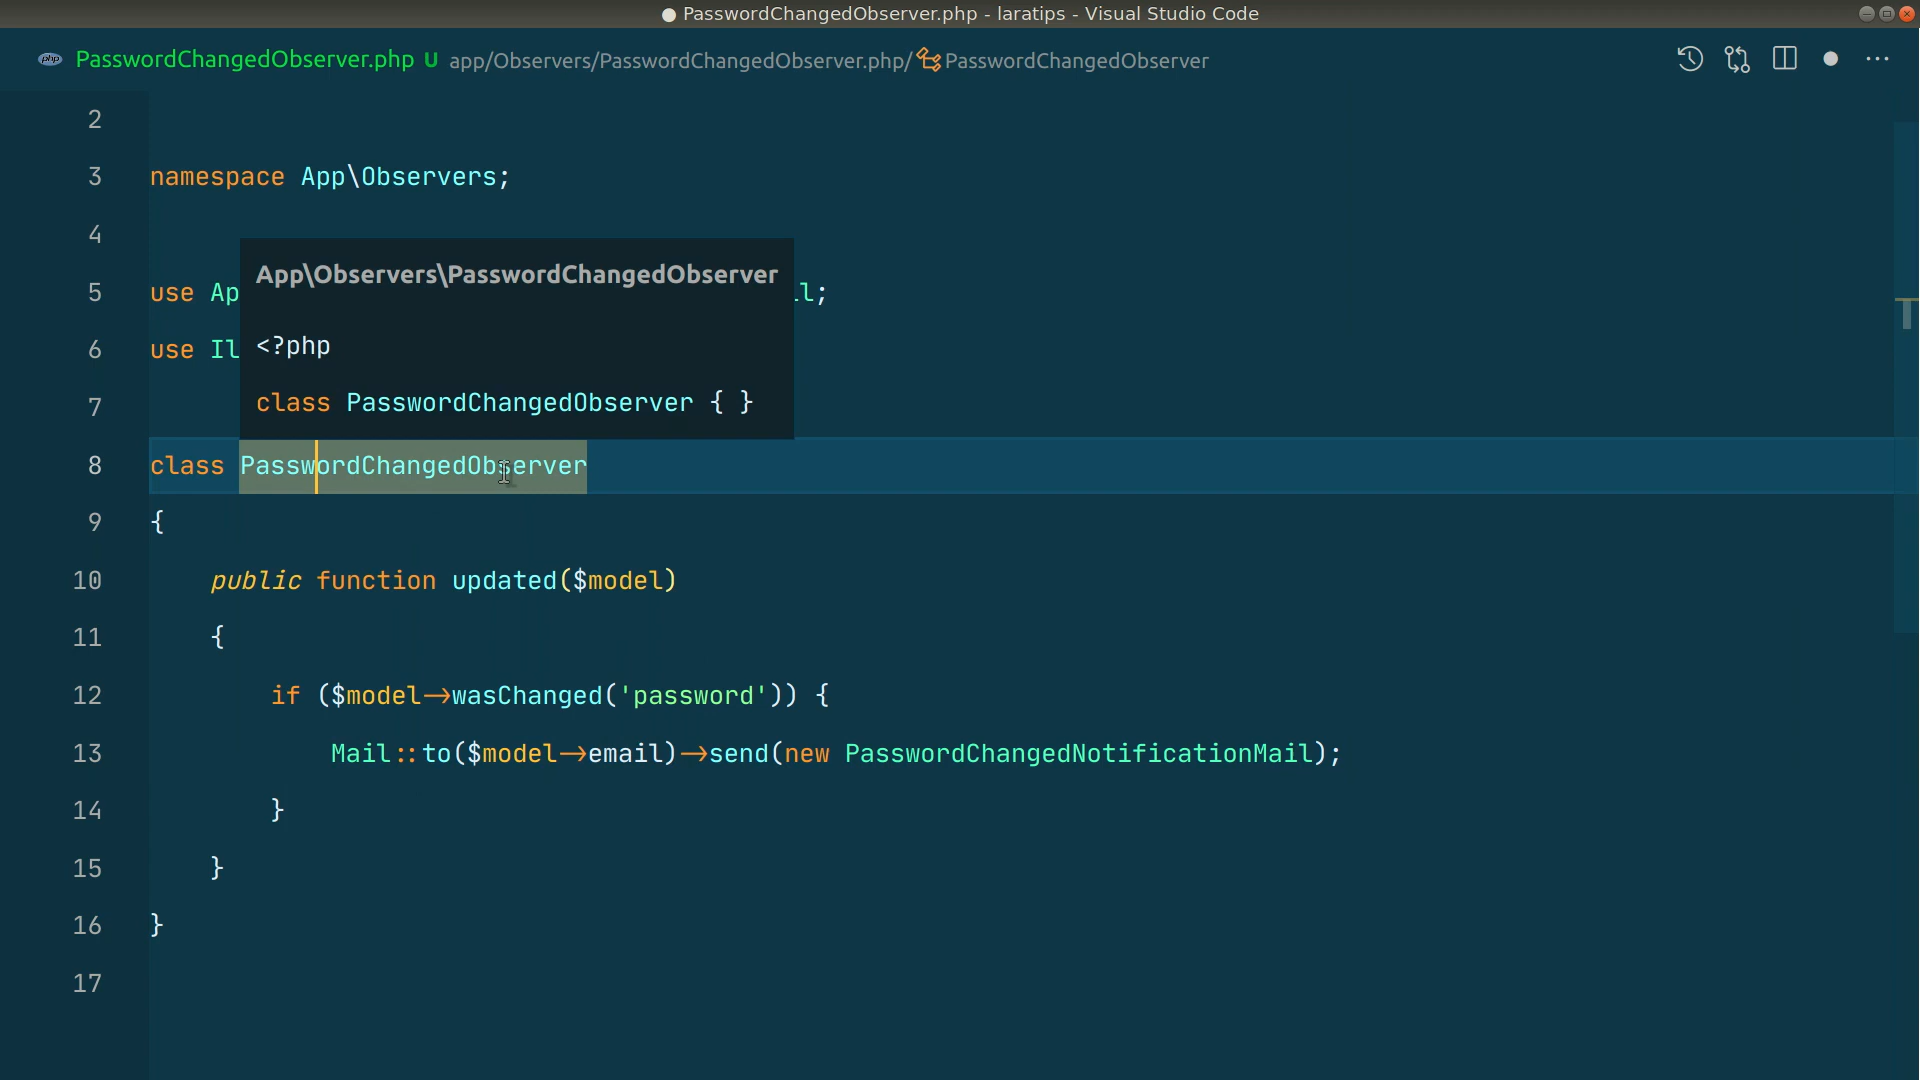 ● PasswordChangedObserver.php - laratips - Visual Studio Code
php PasswordChangedObserver.php U app/Observers/PasswordChangedObserver.php/ PasswordChangedObserver
2
3 namespace App\Observers;
4
App\Observers\PasswordChangedObserver
5 use Ap l;
6 use Il <?php
7 class PasswordChangedObserver { }
8 class PasswordChangedObserver
9 {
10 public function updated($model)
11 {
12 if ($model->wasChanged('password')) {
13 Mail::to($model->email)->send(new PasswordChangedNotificationMail);
14 }
15 }
16 }
17